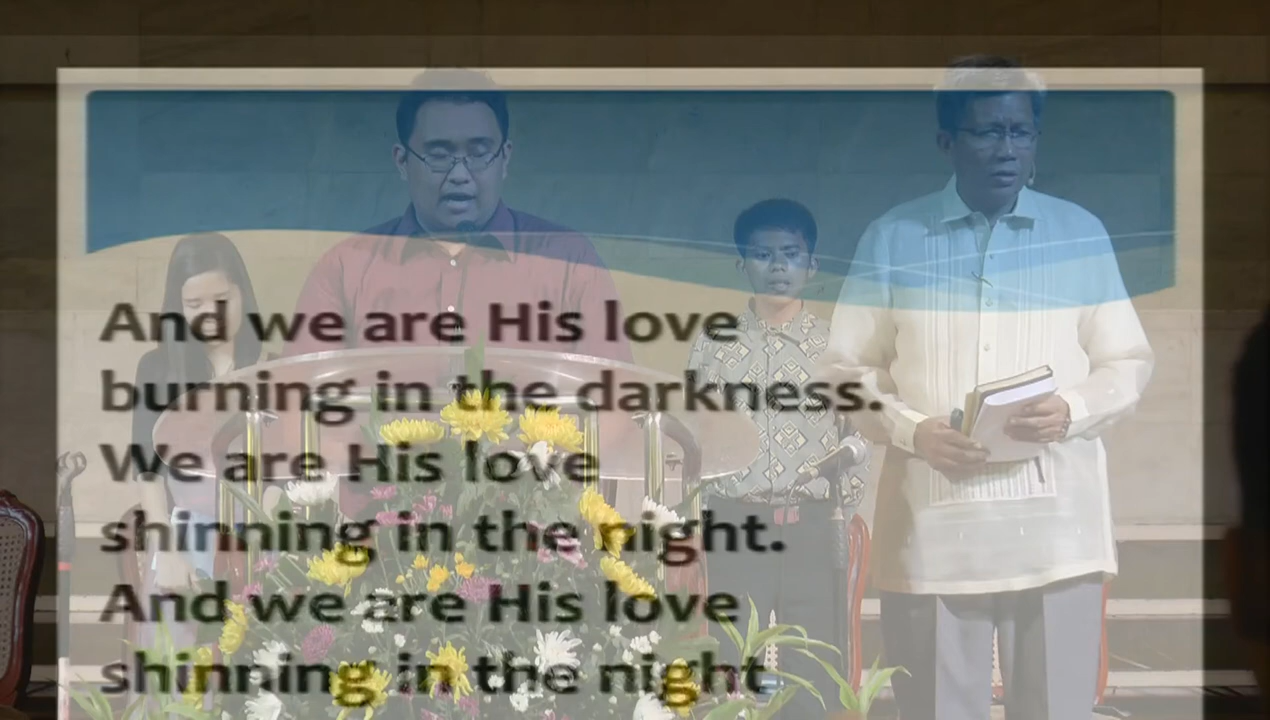 And we are His love
burning in the darkness.
We are His love
shinning in the night.
And we are His love
shinning in the night